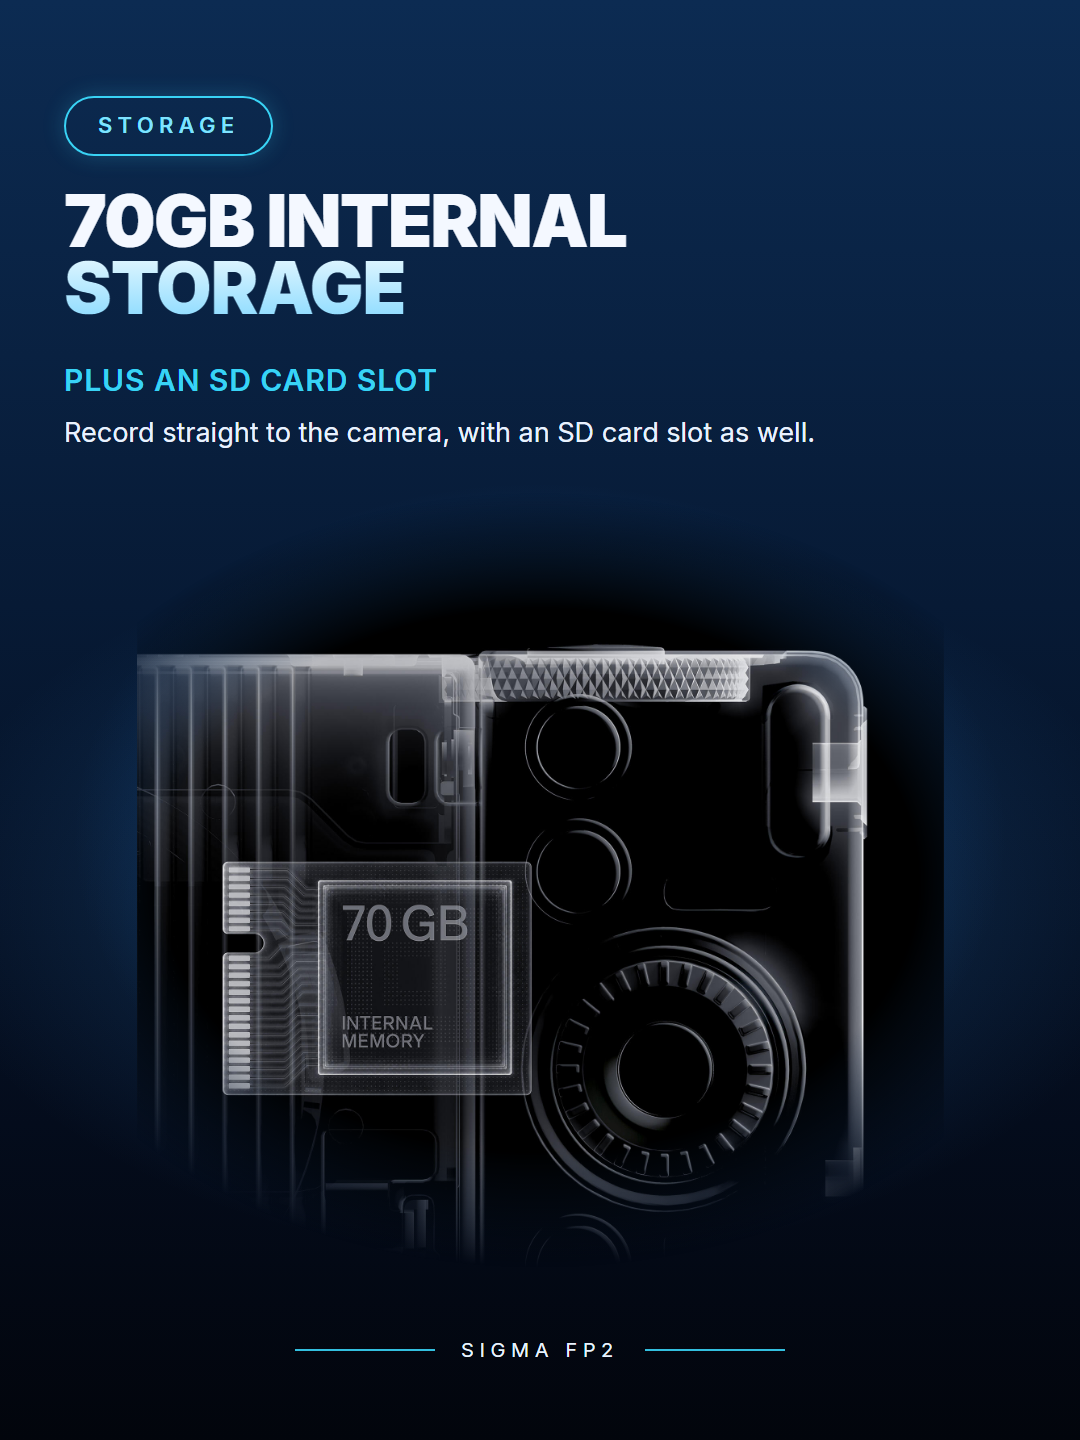 STORAGE
70GB INTERNAL
STORAGE
PLUS AN SD CARD SLOT
Record straight to the camera, with an SD card slot as well.
70 GB
INTERNAL
MEMORY
SIGMA FP2